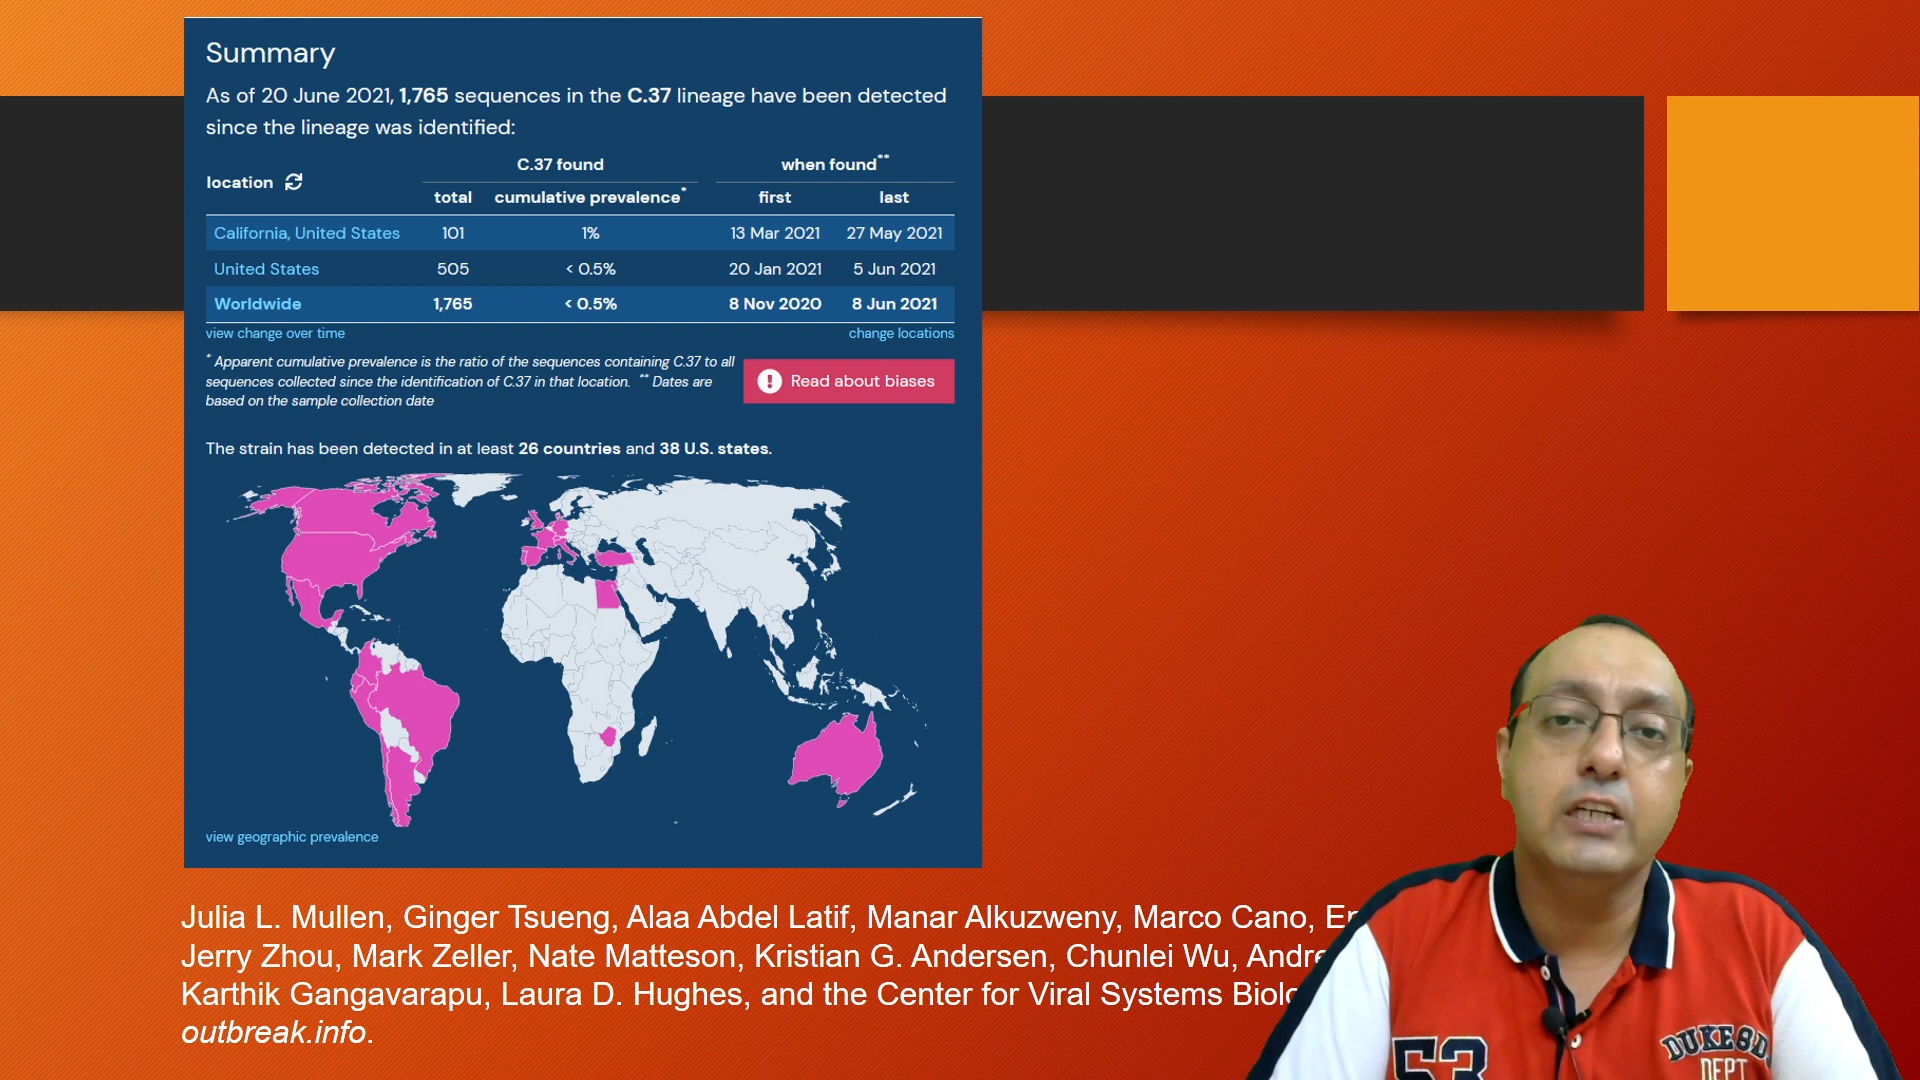 Summary
As of 20 June 2021, 1,765 sequences in the C.37 lineage have been detected
since the lineage was identified:
location
C.37 found
when found**
total
cumulative prevalence*
first
last
California, United States 101 1% 13 Mar 2021 27 May 2021
United States 505 < 0.5% 20 Jan 2021 5 Jun 2021
Worldwide 1,765 < 0.5% 8 Nov 2020 8 Jun 2021
view change over time
change locations
* Apparent cumulative prevalence is the ratio of the sequences containing C.37 to all
sequences collected since the identification of C.37 in that location. ** Dates are
based on the sample collection date
Read about biases
The strain has been detected in at least 26 countries and 38 U.S. states.
view geographic prevalence
Julia L. Mullen, Ginger Tsueng, Alaa Abdel Latif, Manar Alkuzweny, Marco Cano,
Jerry Zhou, Mark Zeller, Nate Matteson, Kristian G. Andersen, Chunlei Wu,
Karthik Gangavarapu, Laura D. Hughes, and the Center for Viral Systems
outbreak.info.
53
DEPT